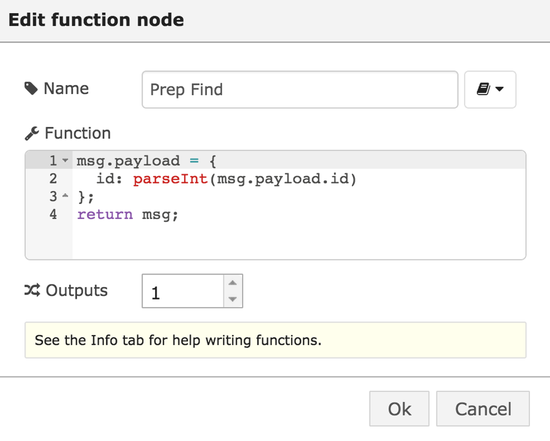 Edit function node
Name
Prep Find
Function
1 msg.payload = {
2 id: parseInt(msg.payload.id)
3 };
4 return msg;
Outputs
1
See the Info tab for help writing functions.
Ok Cancel